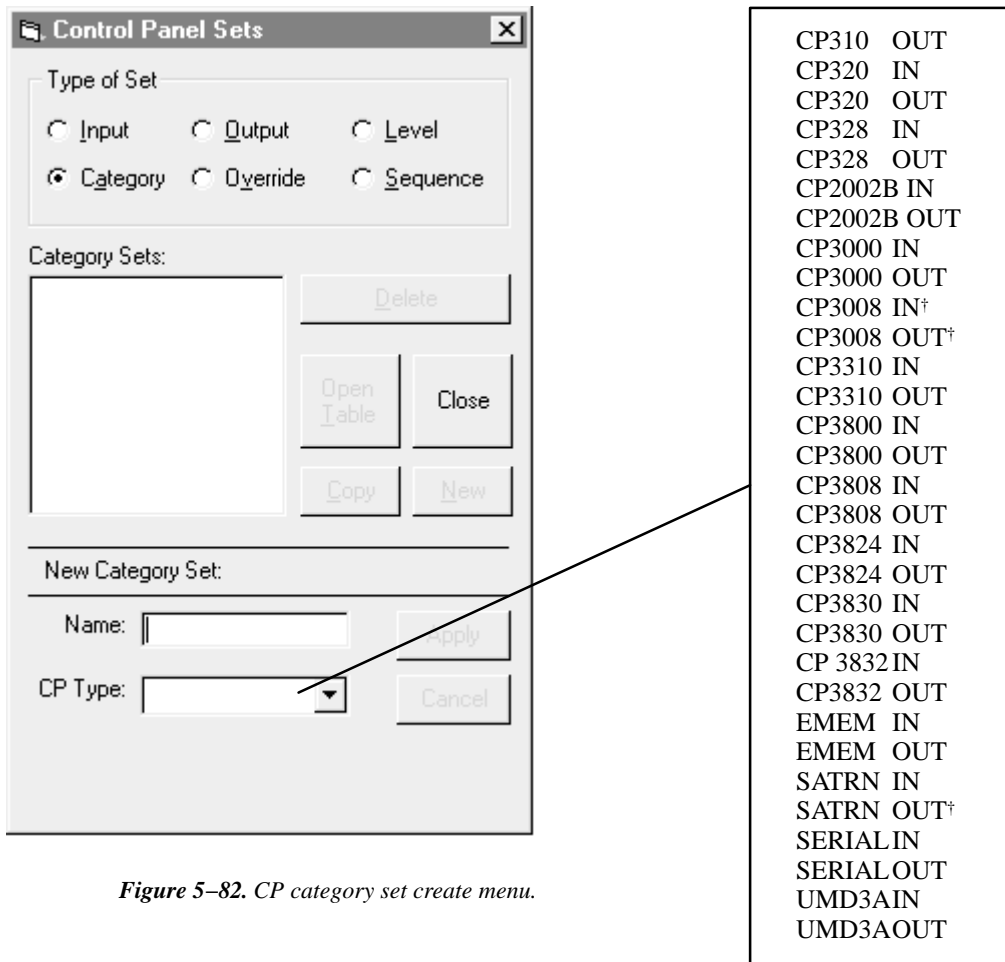 Control Panel Sets
Type of Set
Input Output Level
Category Override Sequence
Category Sets:
Delete
Open Table
Close
Copy
New
New Category Set:
Name:
Apply
CP Type:
Cancel
Figure 5–82. CP category set create menu.
CP310 OUT
CP320 IN
CP320 OUT
CP328 IN
CP328 OUT
CP2002B IN
CP2002B OUT
CP3000 IN
CP3000 OUT
CP3008 IN†
CP3008 OUT†
CP3310 IN
CP3310 OUT
CP3800 IN
CP3800 OUT
CP3808 IN
CP3808 OUT
CP3824 IN
CP3824 OUT
CP3830 IN
CP3830 OUT
CP 3832 IN
CP3832 OUT
EMEM IN
EMEM OUT
SATRN IN
SATRN OUT†
SERIAL IN
SERIAL OUT
UMD3A IN
UMD3A OUT